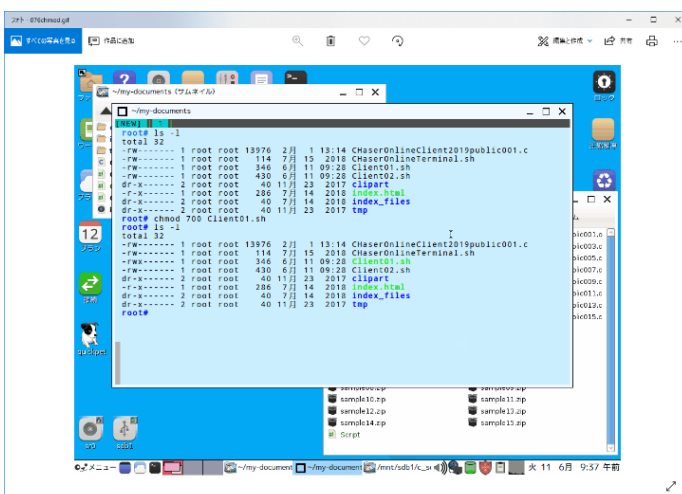 フォト - 876chmod.gif
すべての写真を見る
作品に追加
編集と作成
共有
~/my-documents (サムネイル)
~/my-documents
[NEW] 1
root# ls -l
total 32
-rw------- 1 root root 13976 2月 1 13:14 CHaserOnlineClient2019public001.c
-rw------- 1 root root 114 7月 15 2018 CHaserOnlineTerminal.sh
-rw------- 1 root root 346 6月 11 09:28 Client01.sh
-rw------- 1 root root 430 6月 11 09:28 Client02.sh
dr-x------ 2 root root 40 11月 23 2017 clipart
-r-x------ 1 root root 286 7月 14 2018 index.html
dr-x------ 2 root root 40 7月 14 2018 index_files
dr-x------ 2 root root 40 11月 23 2017 tmp
root# chmod 700 Client01.sh
root# ls -l
total 32
-rw------- 1 root root 13976 2月 1 13:14 CHaserOnlineClient2019public001.c
-rw------- 1 root root 114 7月 15 2018 CHaserOnlineTerminal.sh
-rwx------ 1 root root 346 6月 11 09:28 Client01.sh
-rw------- 1 root root 430 6月 11 09:28 Client02.sh
dr-x------ 2 root root 40 11月 23 2017 clipart
-r-x------ 1 root root 286 7月 14 2018 index.html
dr-x------ 2 root root 40 7月 14 2018 index_files
dr-x------ 2 root root 40 11月 23 2017 tmp
root#
ロック
12
接続
quickpet
sr0
sdb1
sample10.zip
sample11.zip
sample12.zip
sample13.zip
sample14.zip
sample15.zip
Script
メニュー
~/my-document
~/my-document
/mnt/sdb1/c_s
火 11 6月 9:37 午前